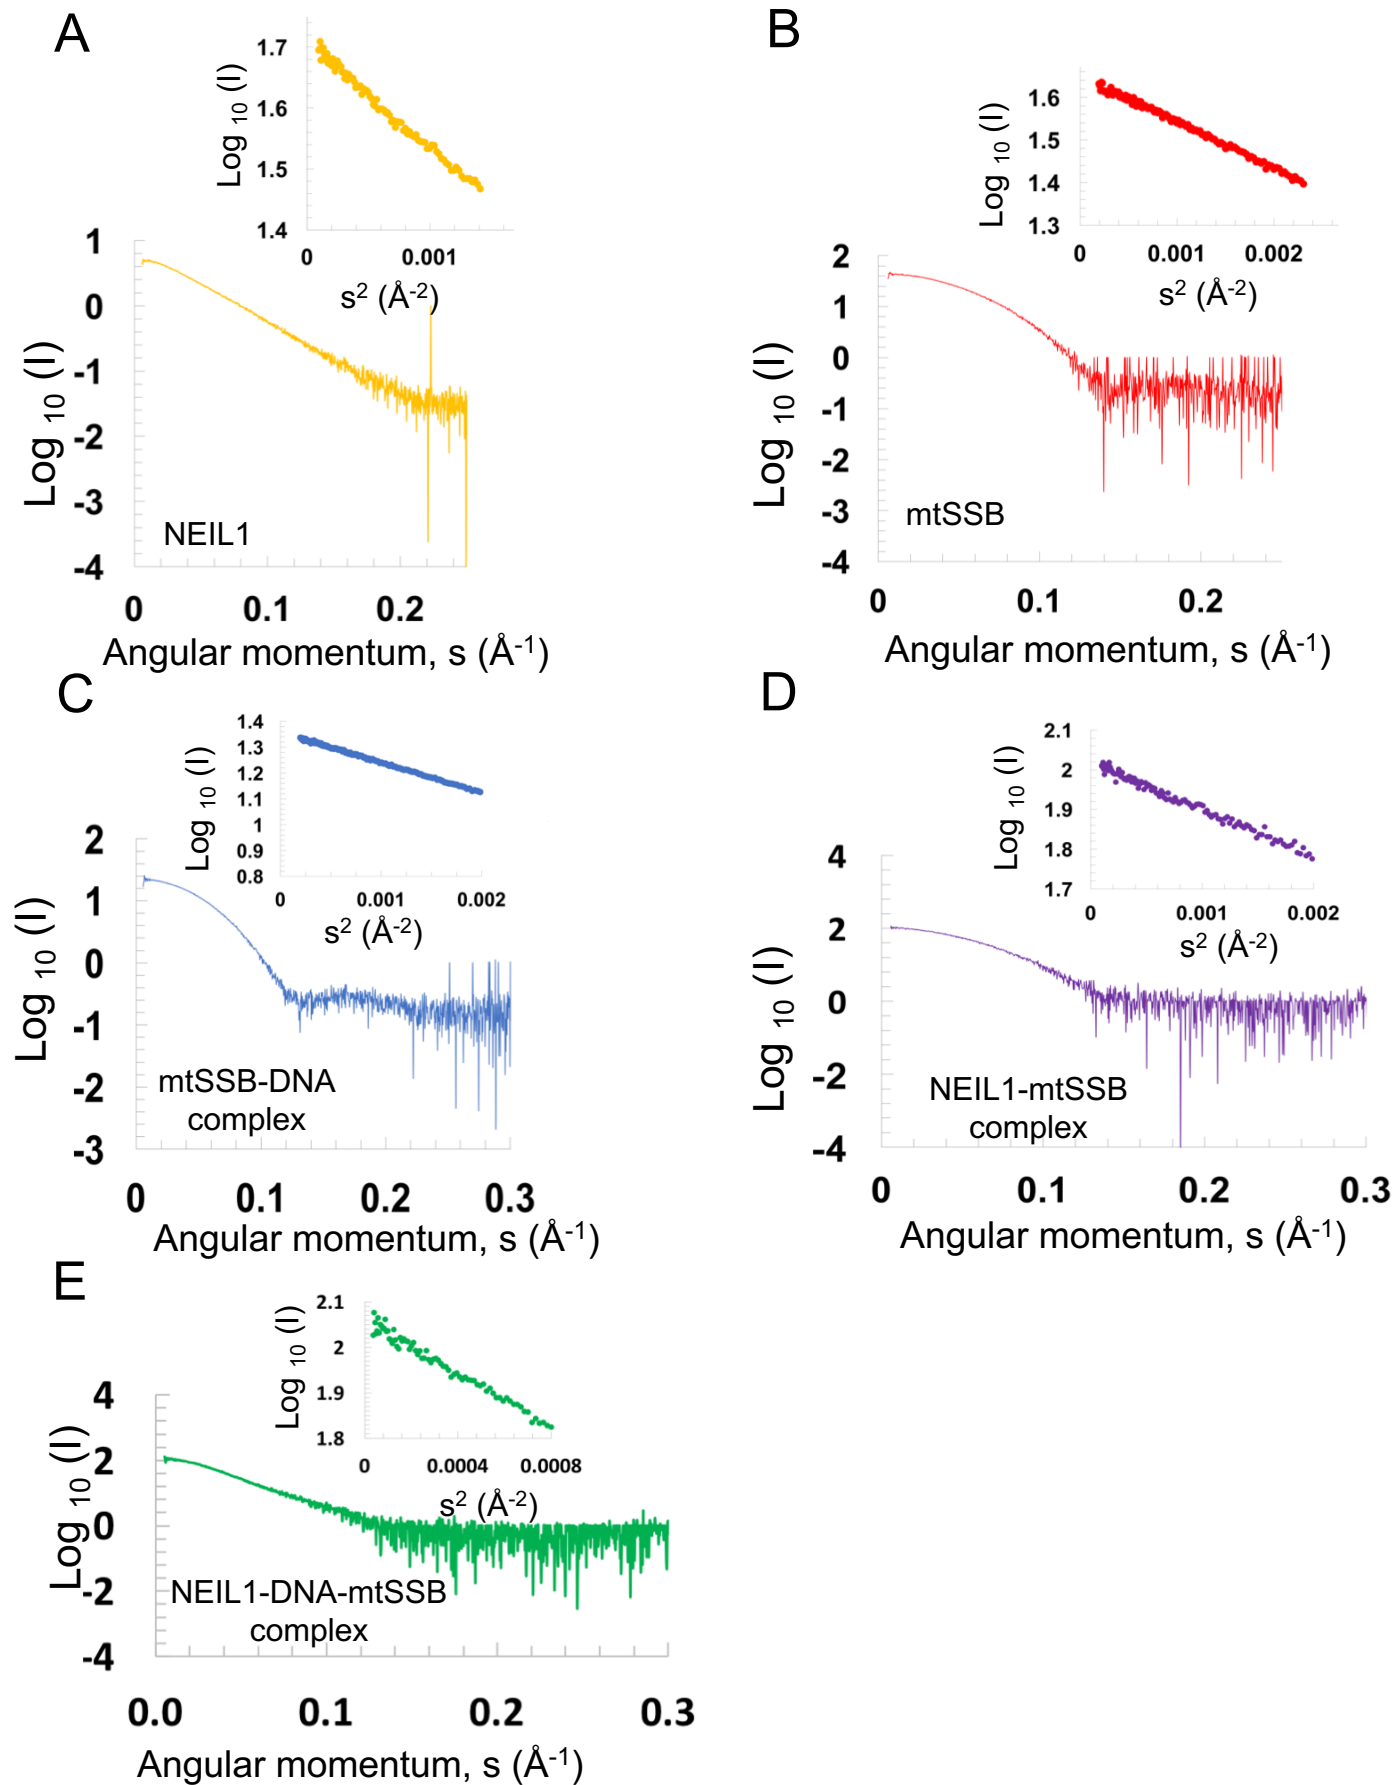 A
1.7
1.6
1.5
1.4
Log 10 (I)
0 0.001
s2 (Å-2)
1
0
-1
-2
-3
-4
Log 10 (I)
NEIL1
0 0.1 0.2
Angular momentum, s (Å-1)
B
1.6
1.5
1.4
1.3
Log 10 (I)
0 0.001 0.002
s2 (Å-2)
2
1
0
-1
-2
-3
-4
Log 10 (I)
mtSSB
0 0.1 0.2
Angular momentum, s (Å-1)
C
1.4
1.3
1.2
1.1
1
0.9
0.8
Log 10 (I)
0 0.001 0.002
s2 (Å-2)
2
1
0
-1
-2
-3
Log 10 (I)
mtSSB-DNA
complex
0 0.1 0.2 0.3
Angular momentum, s (Å-1)
D
2.1
2
1.9
1.8
1.7
Log 10 (I)
0 0.001 0.002
s2 (Å-2)
4
2
0
-2
-4
Log 10 (I)
NEIL1-mtSSB
complex
0 0.1 0.2 0.3
Angular momentum, s (Å-1)
E
2.1
2
1.9
1.8
Log 10 (I)
0 0.0004 0.0008
s2 (Å-2)
4
2
0
-2
-4
Log 10 (I)
NEIL1-DNA-mtSSB
complex
0.0 0.1 0.2 0.3
Angular momentum, s (Å-1)